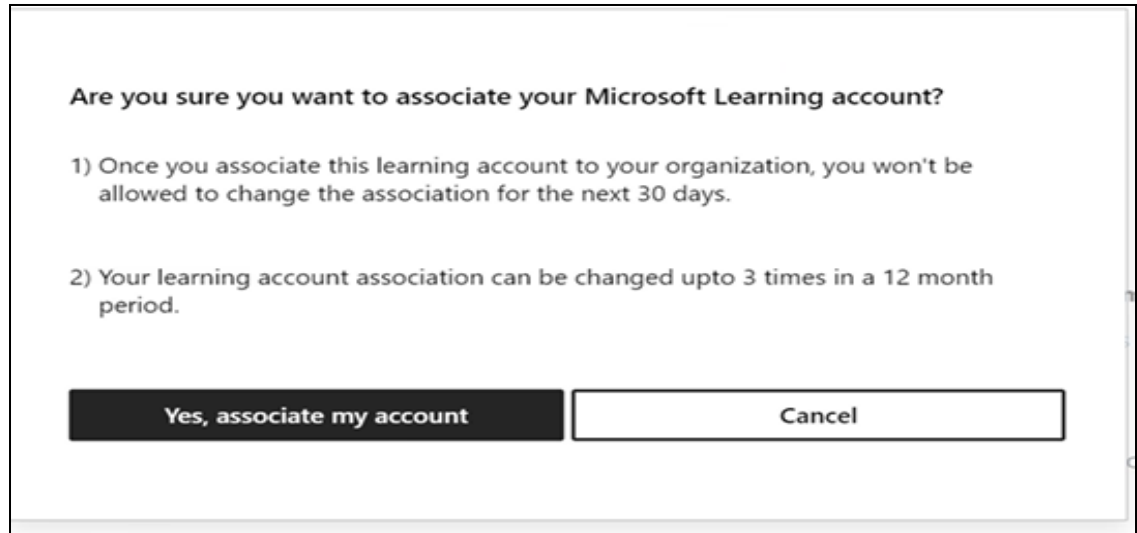 Are you sure you want to associate your Microsoft Learning account?
1) Once you associate this learning account to your organization, you won't be
allowed to change the association for the next 30 days.
2) Your learning account association can be changed upto 3 times in a 12 month
period.
Yes, associate my account
Cancel